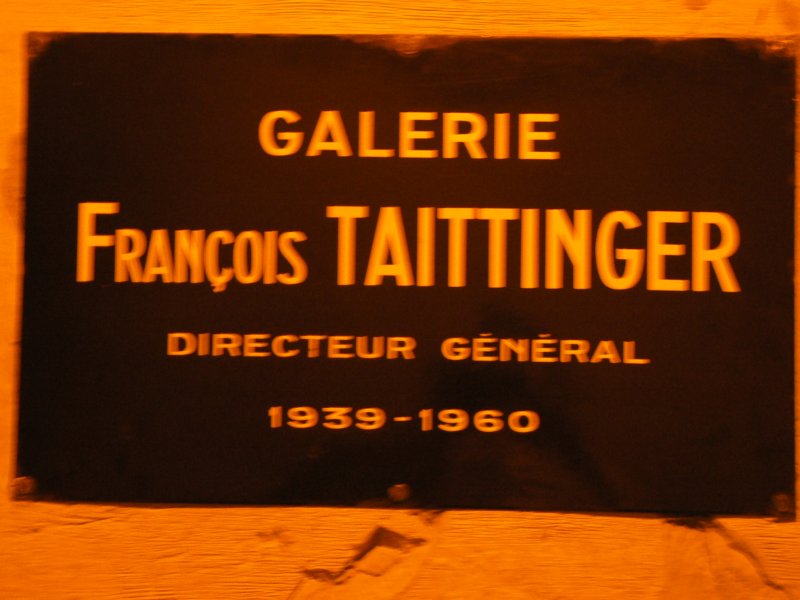 GALERIE
FRANÇOIS TAITTINGER
DIRECTEUR GÉNÉRAL
1939-1960